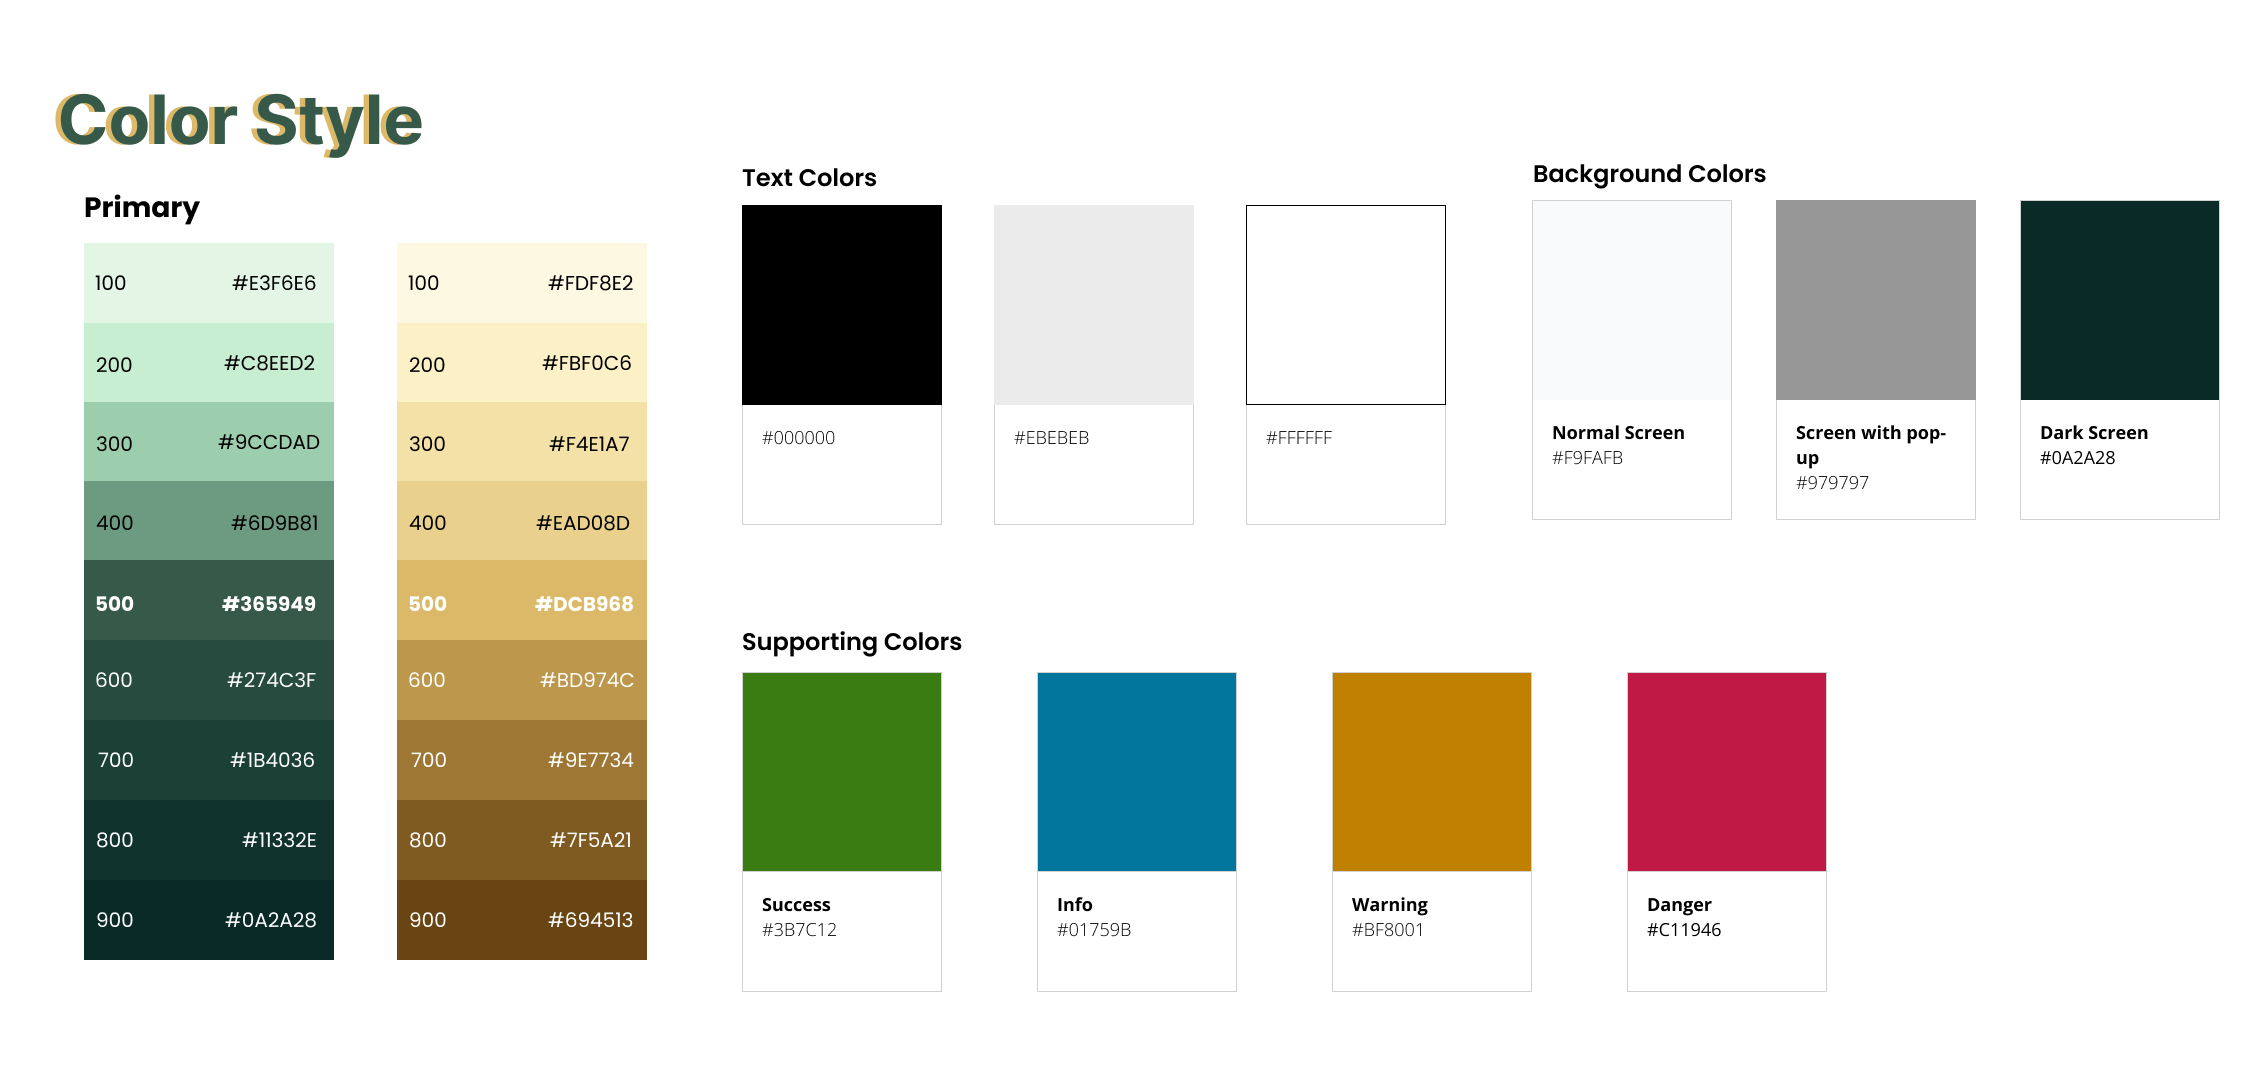 Color Style
Primary
100 #E3F6E6
200 #C8EED2
300 #9CCDAD
400 #6D9B81
500 #365949
600 #274C3F
700 #1B4036
800 #11332E
900 #0A2A28
100 #FDF8E2
200 #FBF0C6
300 #F4E1A7
400 #EAD08D
500 #DCB968
600 #BD974C
700 #9E7734
800 #7F5A21
900 #694513
Text Colors
#000000
#EBEBEB
#FFFFFF
Background Colors
Normal Screen
#F9FAFB
Screen with pop-
up
#979797
Dark Screen
#0A2A28
Supporting Colors
Success
#3B7C12
Info
#01759B
Warning
#BF8001
Danger
#C11946